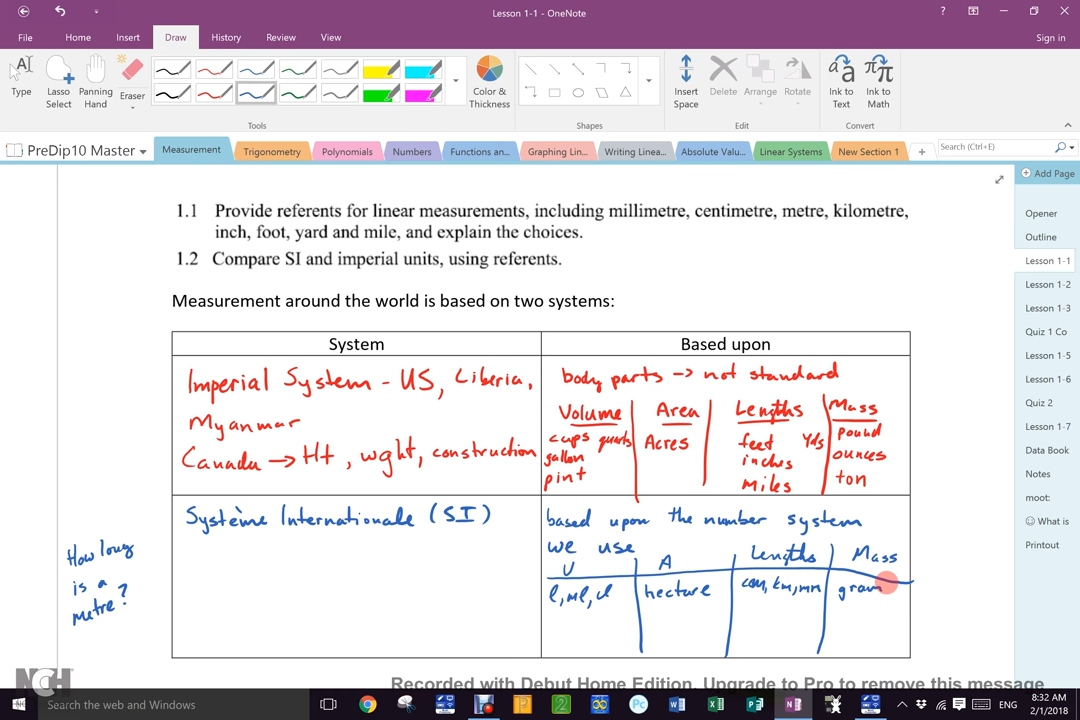 Lesson 1-1 - OneNote
?
File Home Insert Draw History Review View Sign in
Type
Lasso Select
Panning Hand
Eraser
Color & Thickness
Insert Space
Delete
Arrange
Rotate
Ink to Text
Ink to Math
Tools
Shapes
Edit
Convert
PreDip10 Master
Measurement Trigonometry Polynomials Numbers Functions an... Graphing Lin... Writing Linea... Absolute Valu... Linear Systems New Section 1 +
Search (Ctrl+E)
Add Page
Opener
Outline
Lesson 1-1
Lesson 1-2
Lesson 1-3
Quiz 1 Co
Lesson 1-5
Lesson 1-6
Quiz 2
Lesson 1-7
Data Book
Notes
moot:
☺ What is
Printout
1.1 Provide referents for linear measurements, including millimetre, centimetre, metre, kilometre,
inch, foot, yard and mile, and explain the choices.
1.2 Compare SI and imperial units, using referents.
Measurement around the world is based on two systems:
System
Based upon
Imperial System - US, Liberia,
Myanmar
Canada → Ht, wght, construction
body parts → not standard
Volume Area Lengths Mass
cups quarts Acres feet Yds pound
gallon inches ounces
pint miles ton
Système Internationale (SI)
based upon the number system
we use
V A Lengths Mass
l, ml, cl hectare km, mm gram
How long
is a
metre?
NCH
Recorded with Debut Home Edition. Upgrade to Pro to remove this message
Search the web and Windows
ENG
8:32 AM
2/1/2018